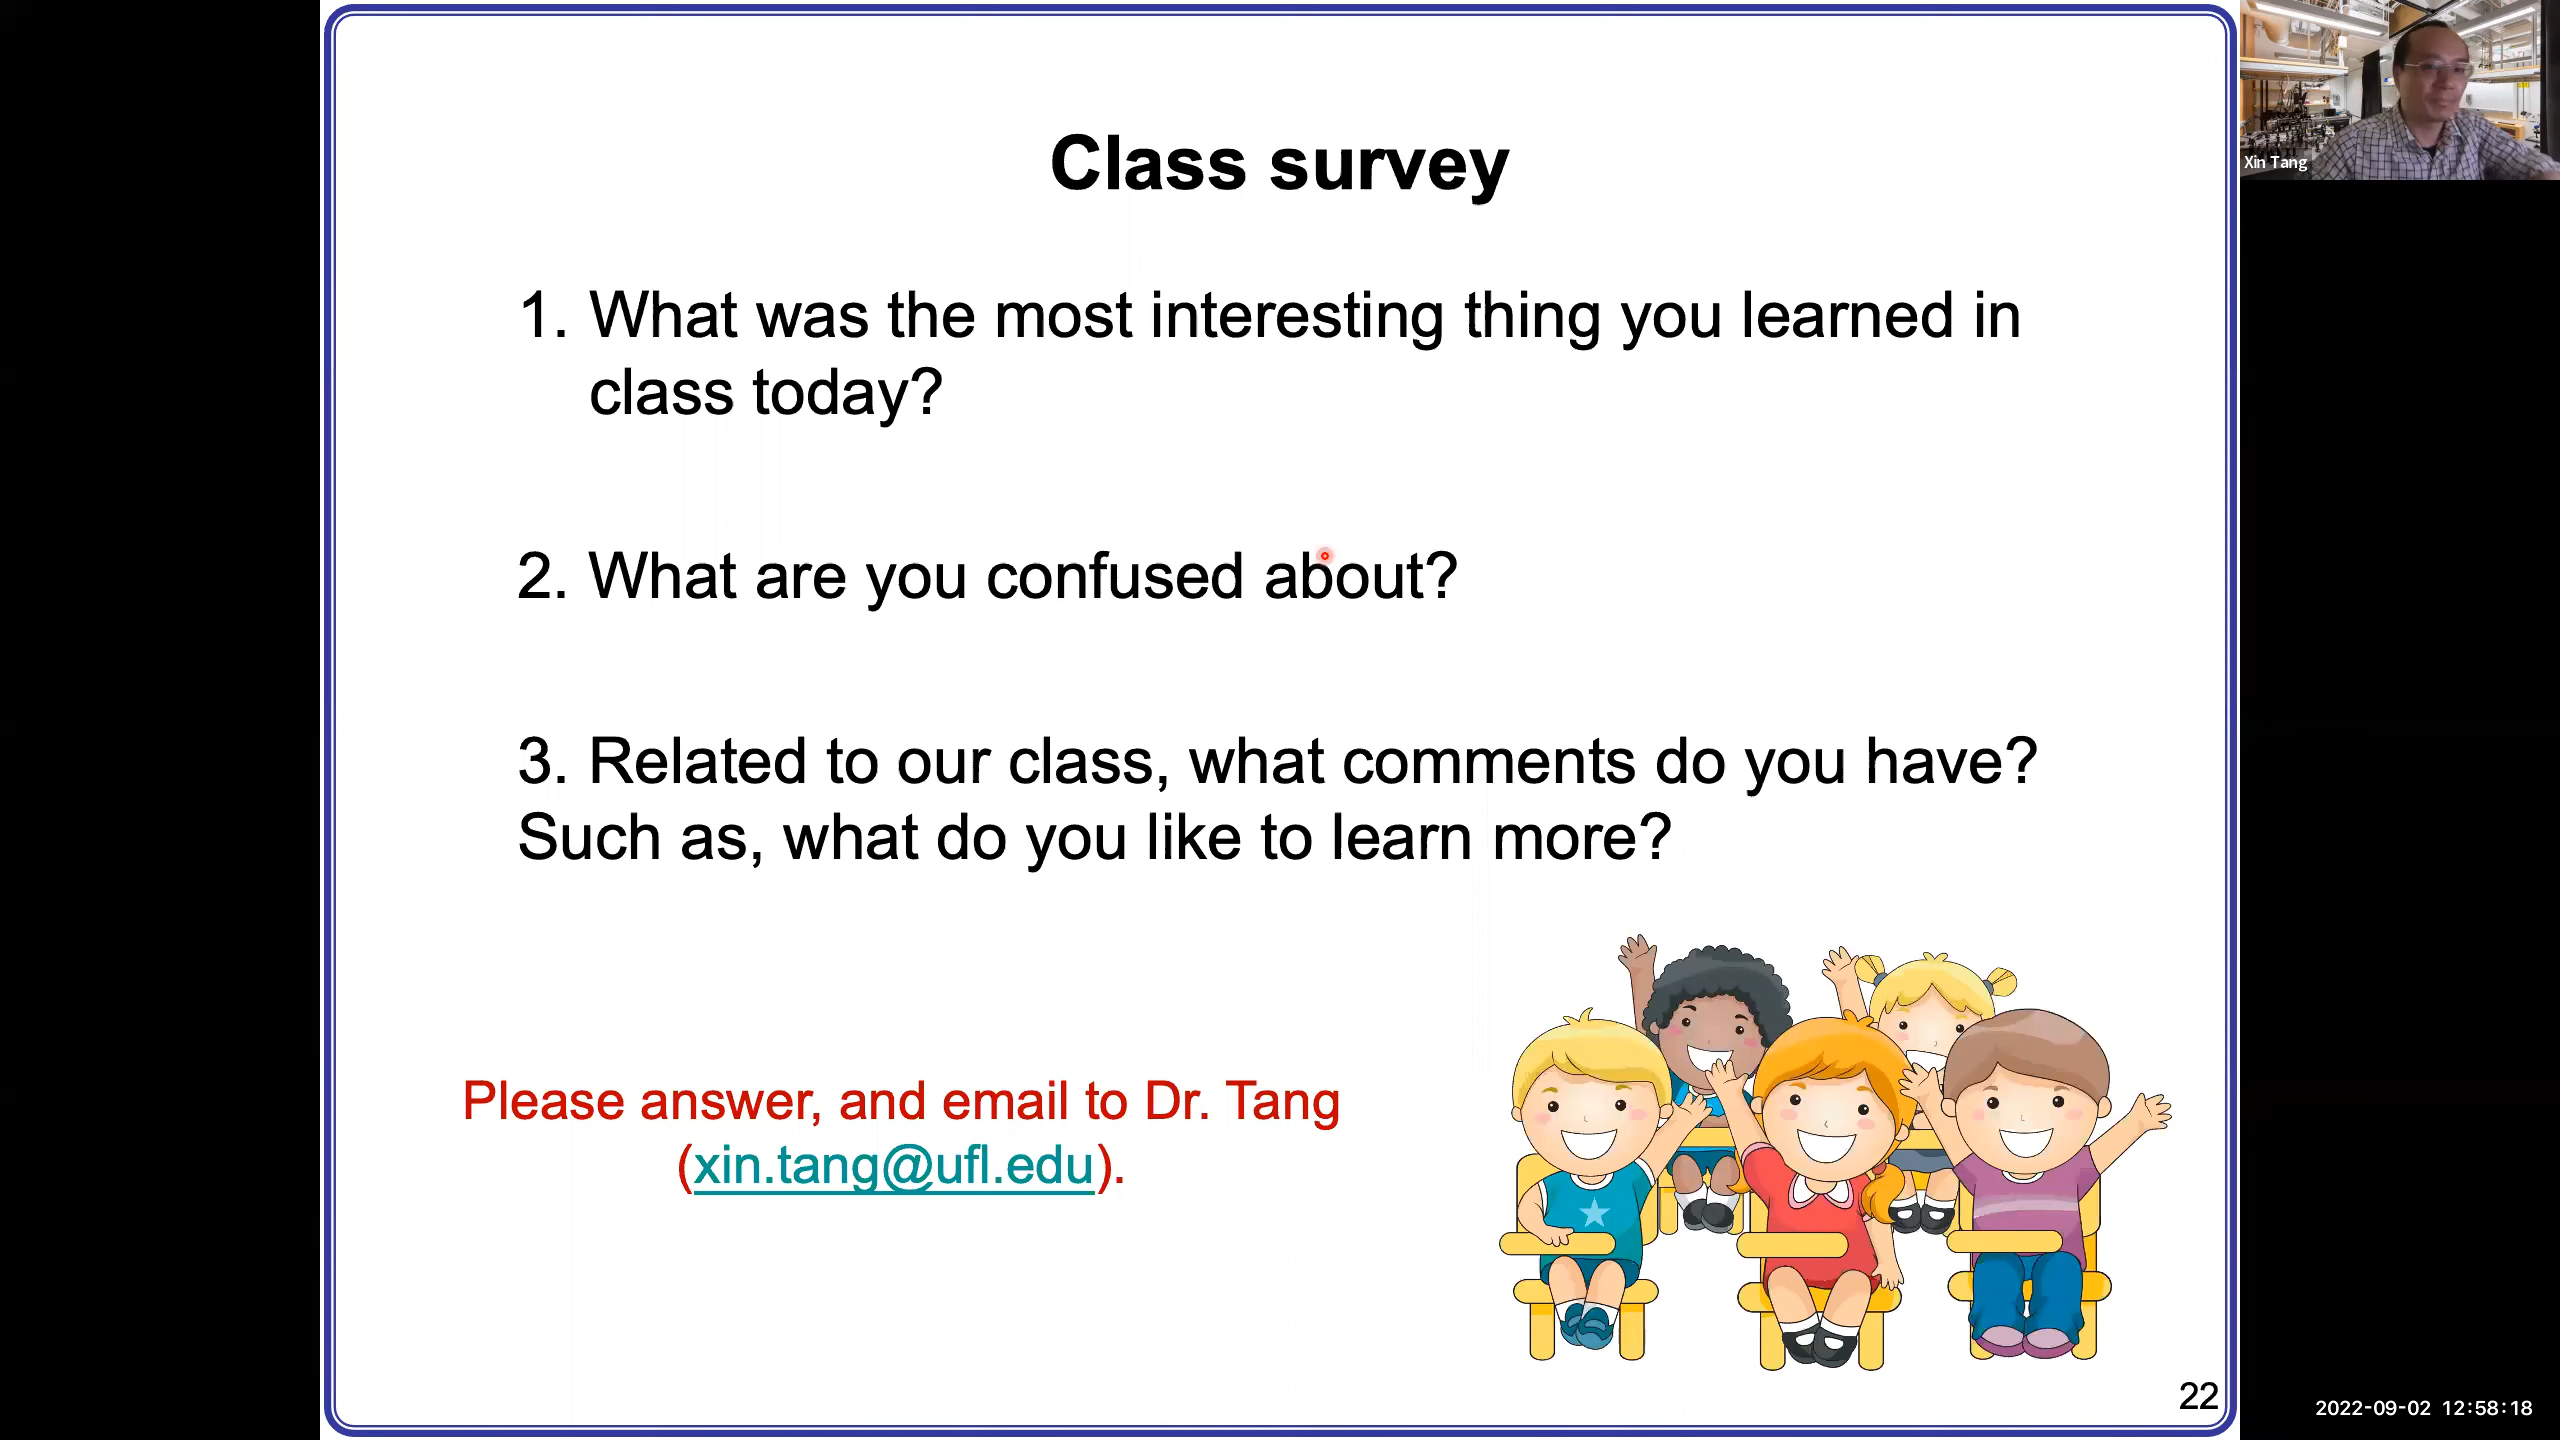 Class survey
1. What was the most interesting thing you learned in
class today?
2. What are you confused about?
3. Related to our class, what comments do you have?
Such as, what do you like to learn more?
Please answer, and email to Dr. Tang
(xin.tang@ufl.edu).
22
Xin Tang
2022-09-02 12:58:18